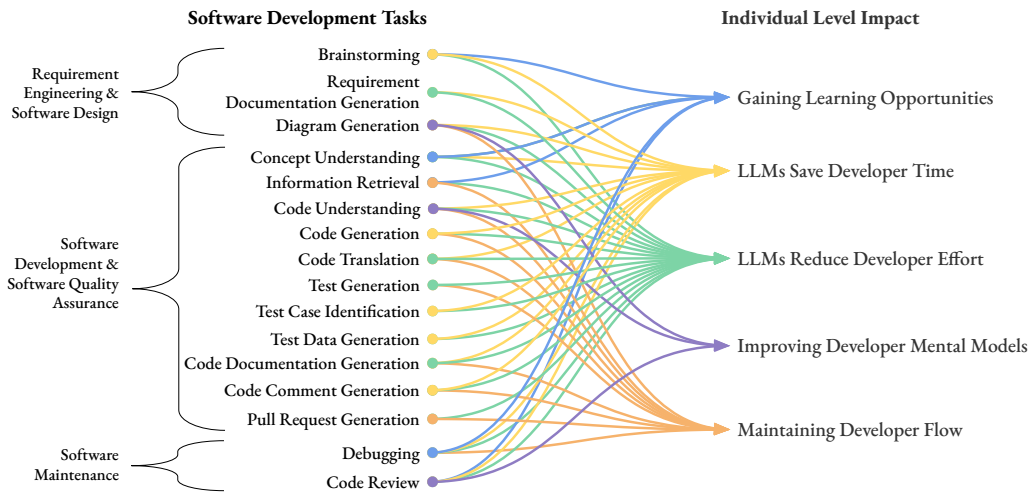 Software Development Tasks
Individual Level Impact
Requirement
Engineering &
Software Design
Software
Development &
Software Quality
Assurance
Software
Maintenance
Brainstorming
Requirement
Documentation Generation
Diagram Generation
Concept Understanding
Information Retrieval
Code Understanding
Code Generation
Code Translation
Test Generation
Test Case Identification
Test Data Generation
Code Documentation Generation
Code Comment Generation
Pull Request Generation
Debugging
Code Review
Gaining Learning Opportunities
LLMs Save Developer Time
LLMs Reduce Developer Effort
Improving Developer Mental Models
Maintaining Developer Flow